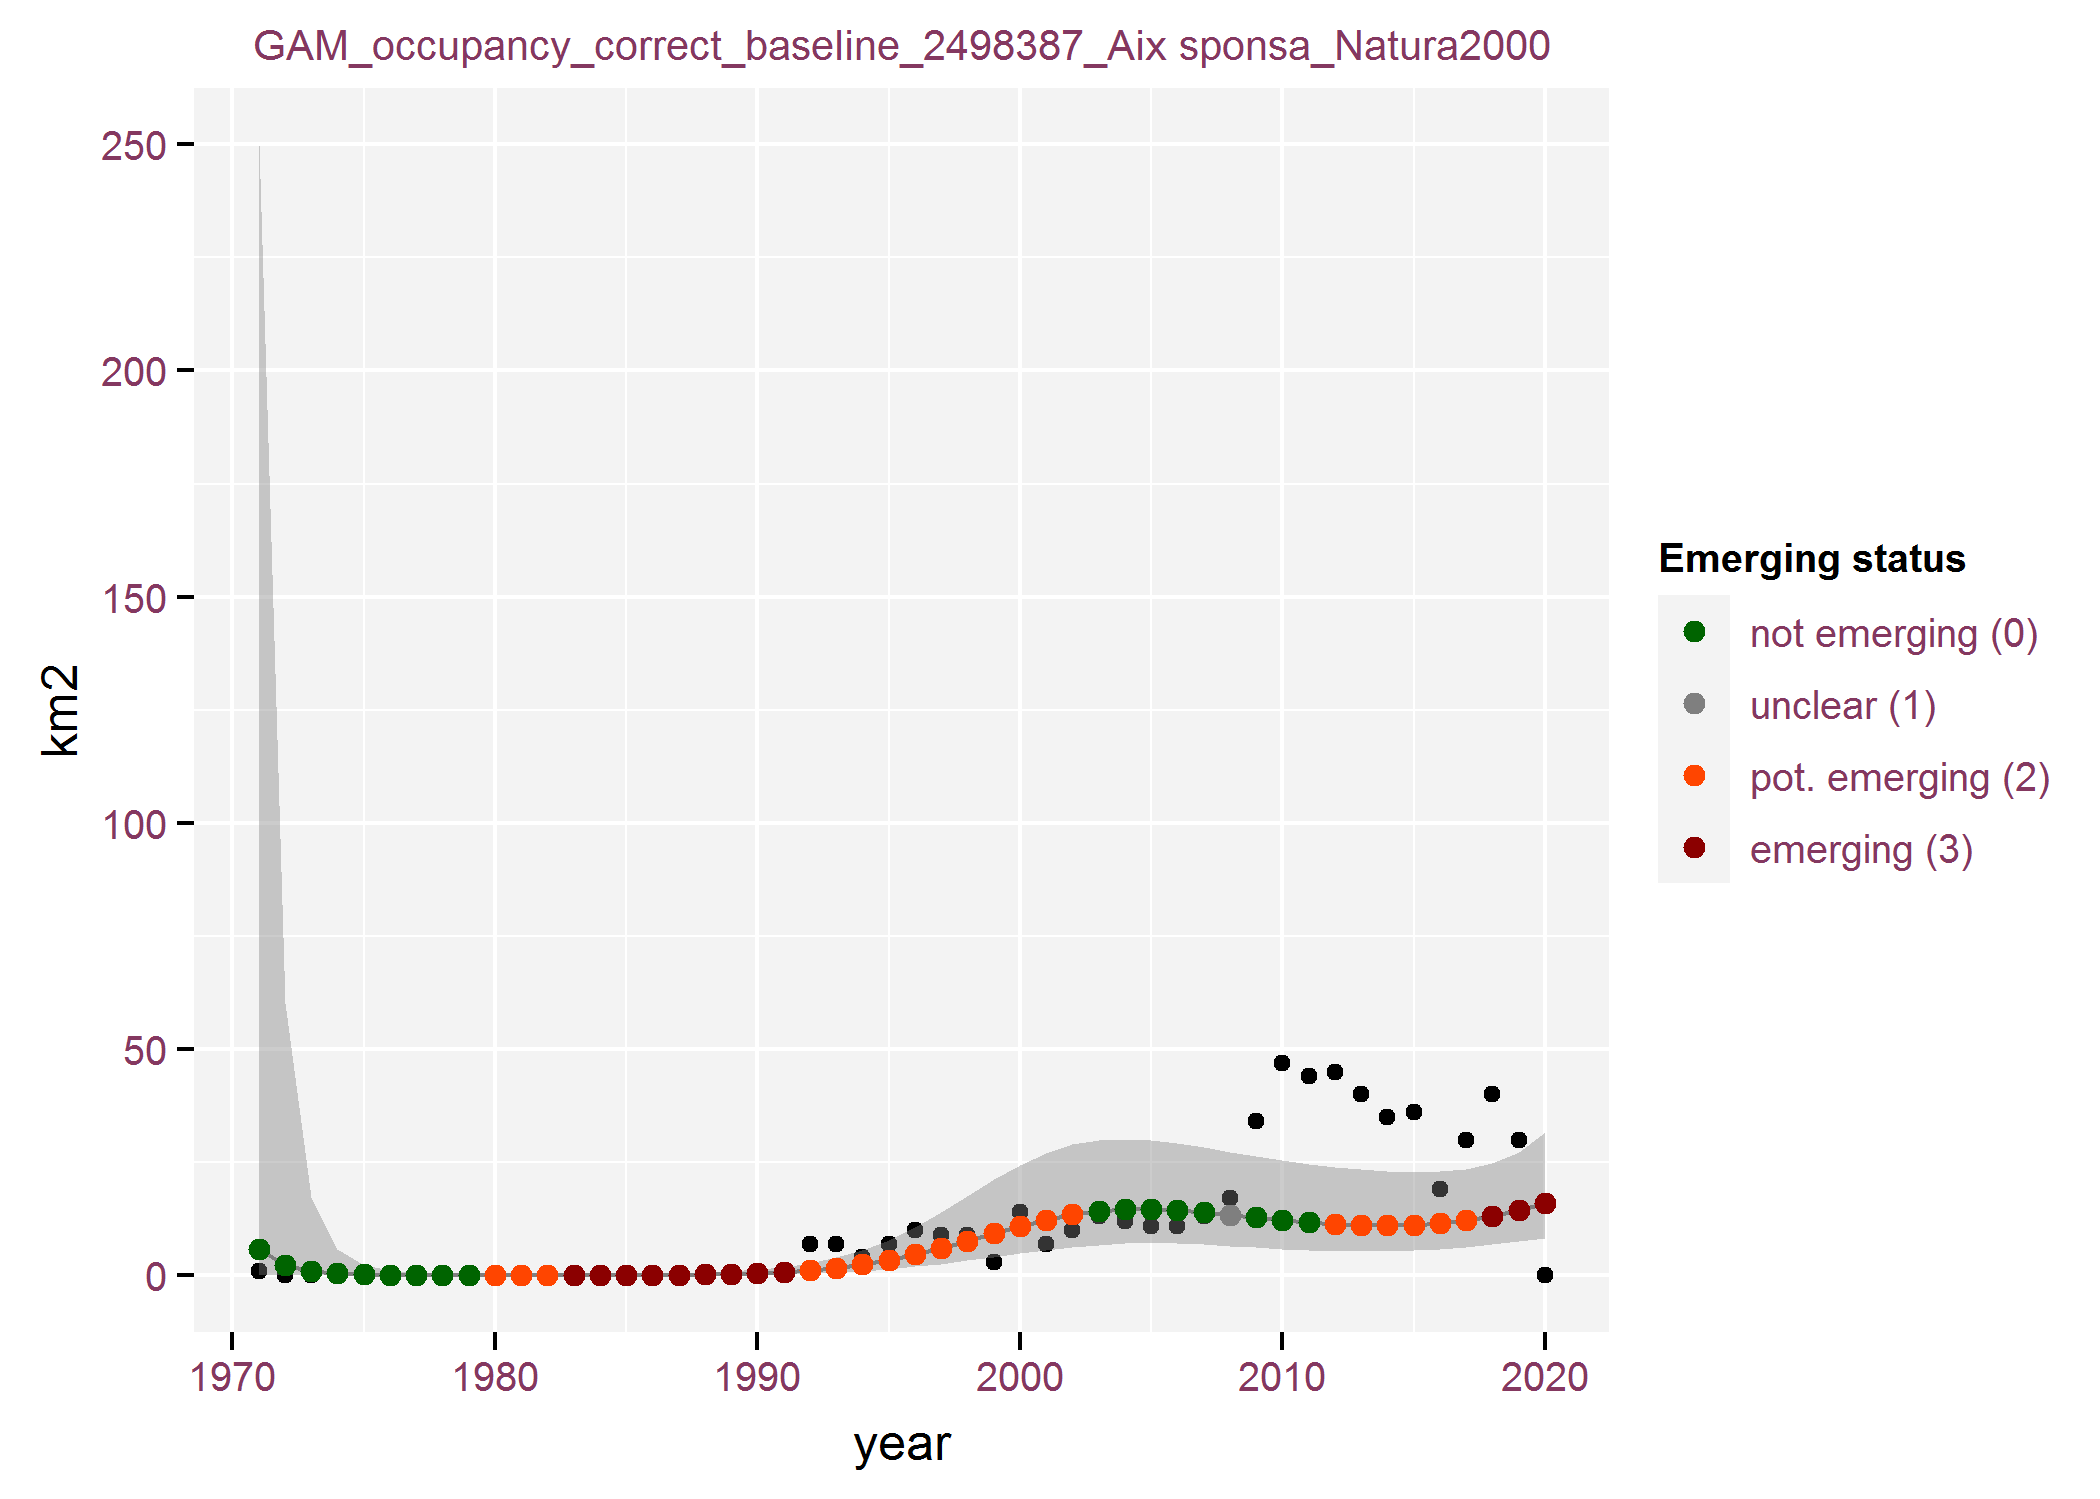 GAM_occupancy_correct_baseline_2498387_Aix sponsa_Natura2000
250
200
150
100
50
0
km2
1970 1980 1990 2000 2010 2020
year
Emerging status
not emerging (0)
unclear (1)
pot. emerging (2)
emerging (3)